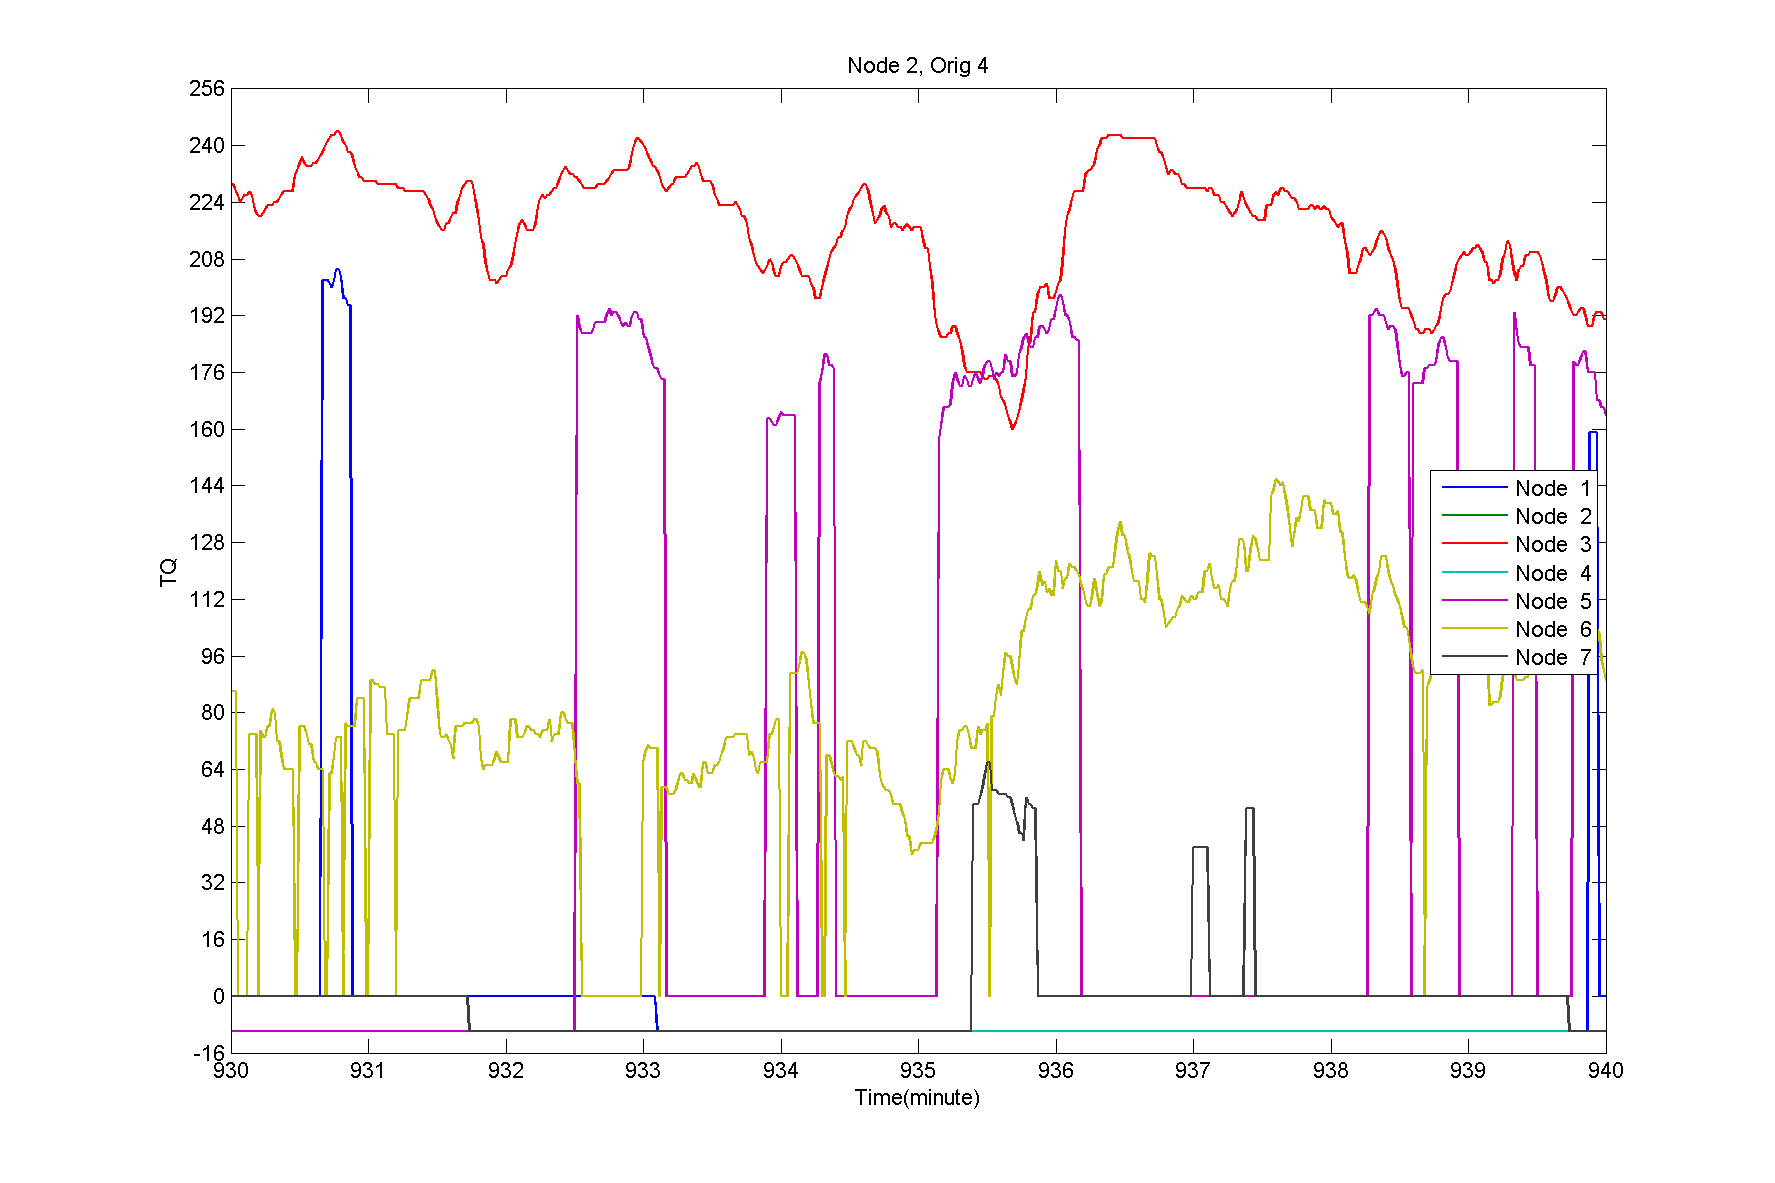 Node 2, Orig 4
256
240
224
208
192
176
160
144
128
112
96
80
64
48
32
16
0
-16
TQ
Node 1
Node 2
Node 3
Node 4
Node 5
Node 6
Node 7
930 931 932 933 934 935 936 937 938 939 940
Time(minute)